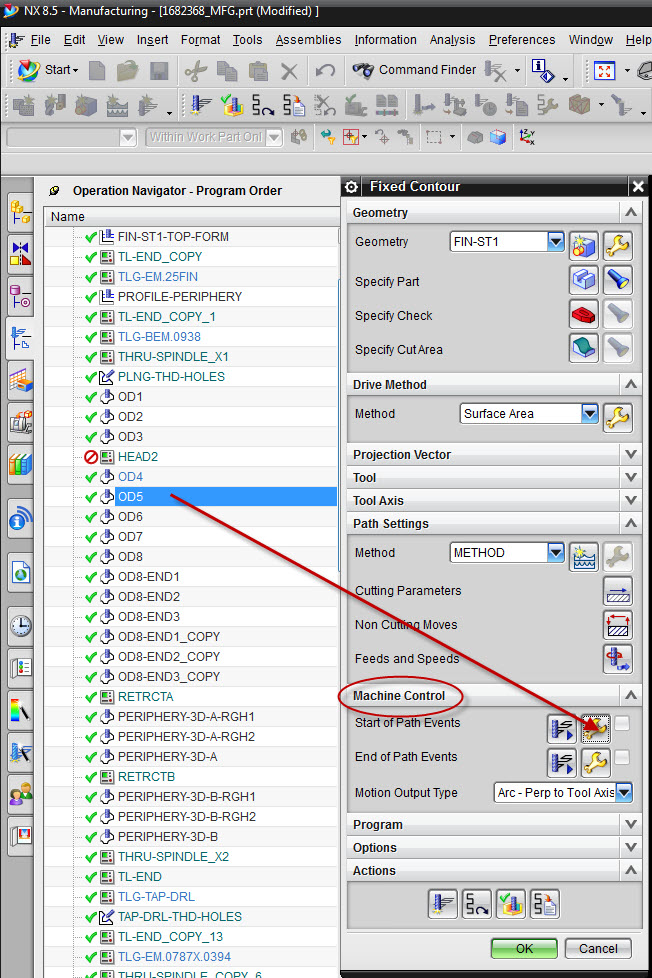 NX 8.5 - Manufacturing - [1682368_MFG.prt (Modified) ]
File Edit View Insert Format Tools Assemblies Information Analysis Preferences Window Help
Start Command Finder
Within Work Part Onl
Operation Navigator - Program Order
Name
FIN-ST1-TOP-FORM
TL-END_COPY
TLG-EM.25FIN
PROFILE-PERIPHERY
TL-END_COPY_1
TLG-BEM.0938
THRU-SPINDLE_X1
PLNG-THD-HOLES
OD1
OD2
OD3
HEAD2
OD4
OD5
OD6
OD7
OD8
OD8-END1
OD8-END2
OD8-END3
OD8-END1_COPY
OD8-END2_COPY
OD8-END3_COPY
RETRCTA
PERIPHERY-3D-A-RGH1
PERIPHERY-3D-A-RGH2
PERIPHERY-3D-A
RETRCTB
PERIPHERY-3D-B-RGH1
PERIPHERY-3D-B-RGH2
PERIPHERY-3D-B
THRU-SPINDLE_X2
TL-END
TLG-TAP-DRL
TAP-DRL-THD-HOLES
TL-END_COPY_13
TLG-EM.0787X.0394
THRU-SPINDLE_COPY_6
Fixed Contour
Geometry
Geometry FIN-ST1
Specify Part
Specify Check
Specify Cut Area
Drive Method
Method Surface Area
Projection Vector
Tool
Tool Axis
Path Settings
Method METHOD
Cutting Parameters
Non Cutting Moves
Feeds and Speeds
Machine Control
Start of Path Events
End of Path Events
Motion Output Type Arc - Perp to Tool Axis
Program
Options
Actions
OK Cancel